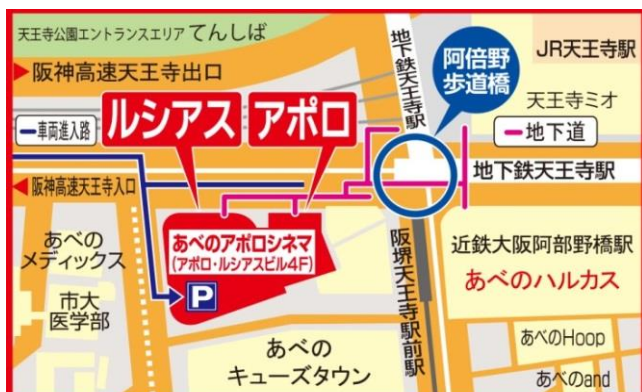 天王寺公園エントランスエリア てんしば
阪神高速天王寺出口
地下鉄天王寺駅
阿倍野
歩道橋
JR天王寺駅
天王寺ミオ
車両進入路
ルシアス
アポロ
地下道
地下鉄天王寺駅
阪神高速天王寺入口
あべの
メディックス
あべのアポロシネマ
(アポロ・ルシアスビル4F)
P
市大
医学部
阪堺天王寺駅前駅
近鉄大阪阿部野橋駅
あべのハルカス
あべの
キューズタウン
あべのHoop
あべのand